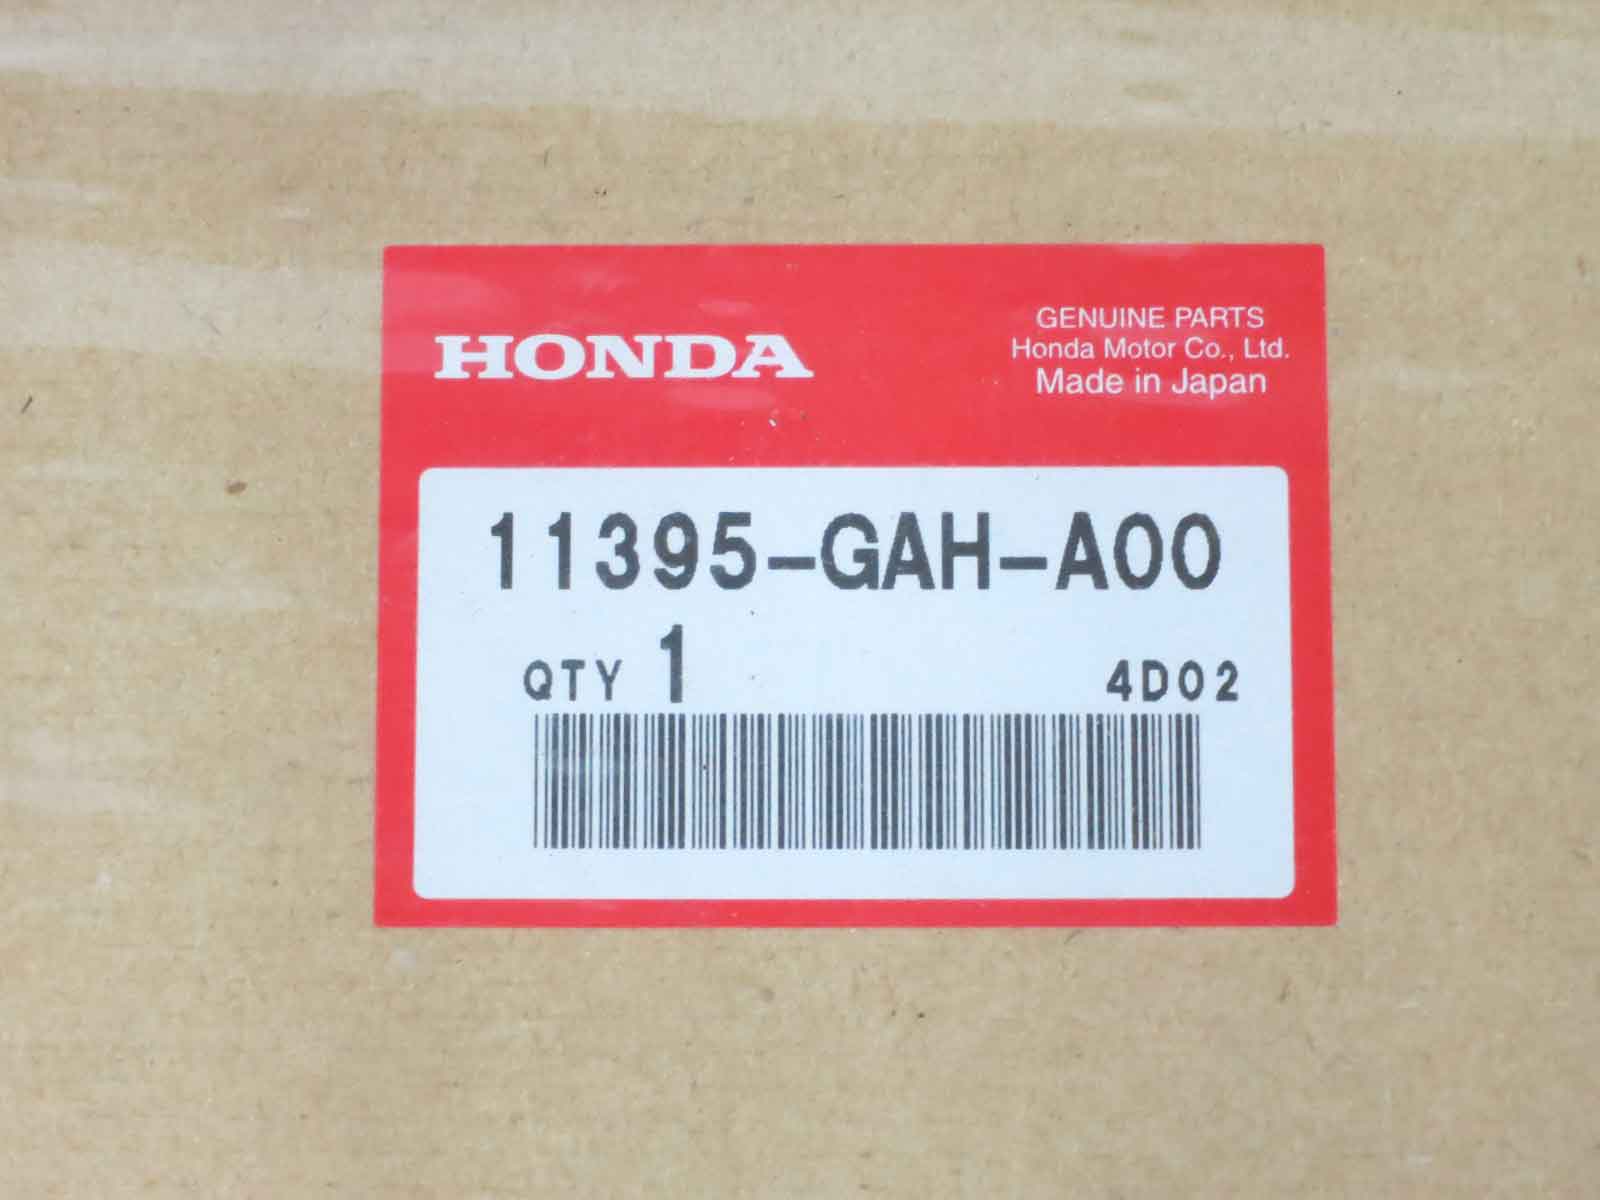 HONDA
GENUINE PARTS
Honda Motor Co., Ltd.
Made in Japan
11395-GAH-A00
QTY 1
4D02